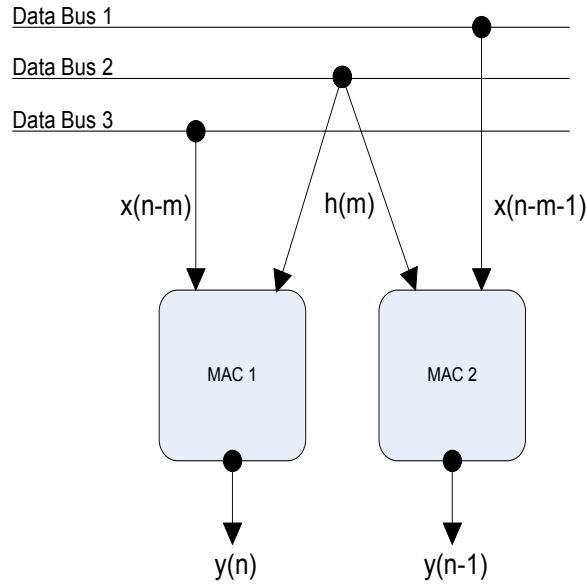 Data Bus 1
Data Bus 2
Data Bus 3
x(n-m)
h(m)
x(n-m-1)
MAC 1
MAC 2
y(n)
y(n-1)